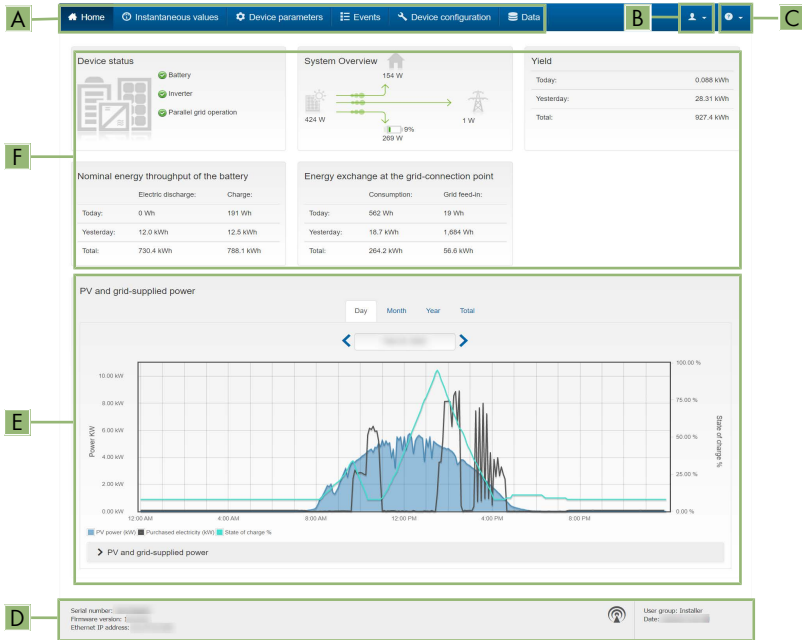 A
Home Instantaneous values Device parameters Events Device configuration Data
B
C
Device status
Battery
Inverter
Parallel grid operation
System Overview
154 W
424 W
1 W
9%
269 W
Yield
Today: 0.088 kWh
Yesterday: 28.31 kWh
Total: 927.4 kWh
F
Nominal energy throughput of the battery
Electric discharge: Charge:
Today: 0 Wh 191 Wh
Yesterday: 12.0 kWh 12.5 kWh
Total: 730.4 kWh 788.1 kWh
Energy exchange at the grid-connection point
Consumption: Grid feed-in:
Today: 562 Wh 19 Wh
Yesterday: 18.7 kWh 1,684 Wh
Total: 264.2 kWh 56.6 kWh
E
PV and grid-supplied power
Day Month Year Total
Power KW
10.00 kW
8.00 kW
6.00 kW
4.00 kW
2.00 kW
0.00 kW
100.00 %
75.00 %
50.00 %
25.00 %
0.00 %
State of charge %
12:00 AM 4:00 AM 8:00 AM 12:00 PM 4:00 PM 8:00 PM
PV power (kW) Purchased electricity (kW) State of charge %
PV and grid-supplied power
D
Serial number:
Firmware version:
Ethernet IP address:
User group: Installer
Date: